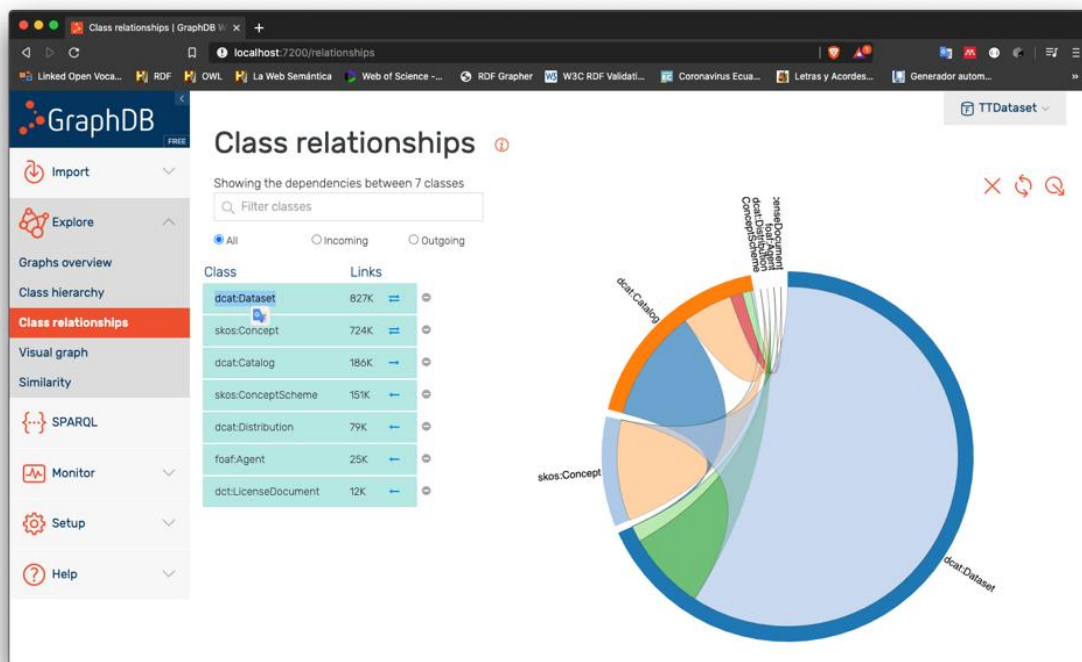 Class relationships | GraphDB W
localhost:7200/relationships
Linked Open Voca...
RDF
OWL
La Web Semántica
Web of Science -...
RDF Grapher
W3C RDF Validati...
Coronavirus Ecua...
Letras y Acordes...
Generador autom...
»
GraphDB
FREE
TTDataset
Import
Explore
Graphs overview
Class hierarchy
Class relationships
Visual graph
Similarity
SPARQL
Monitor
Setup
Help
Class relationships
Showing the dependencies between 7 classes
Filter classes
All Incoming Outgoing
Class Links
dcat:Dataset 827K
skos:Concept 724K
dcat:Catalog 186K
skos:ConceptScheme 151K
dcat:Distribution 79K
foaf:Agent 25K
dct:LicenseDocument 12K
ConceptScheme
dcat:Distribution
foaf:Agent
censeDocument
dcat:Catalog
skos:Concept
dcat:Dataset